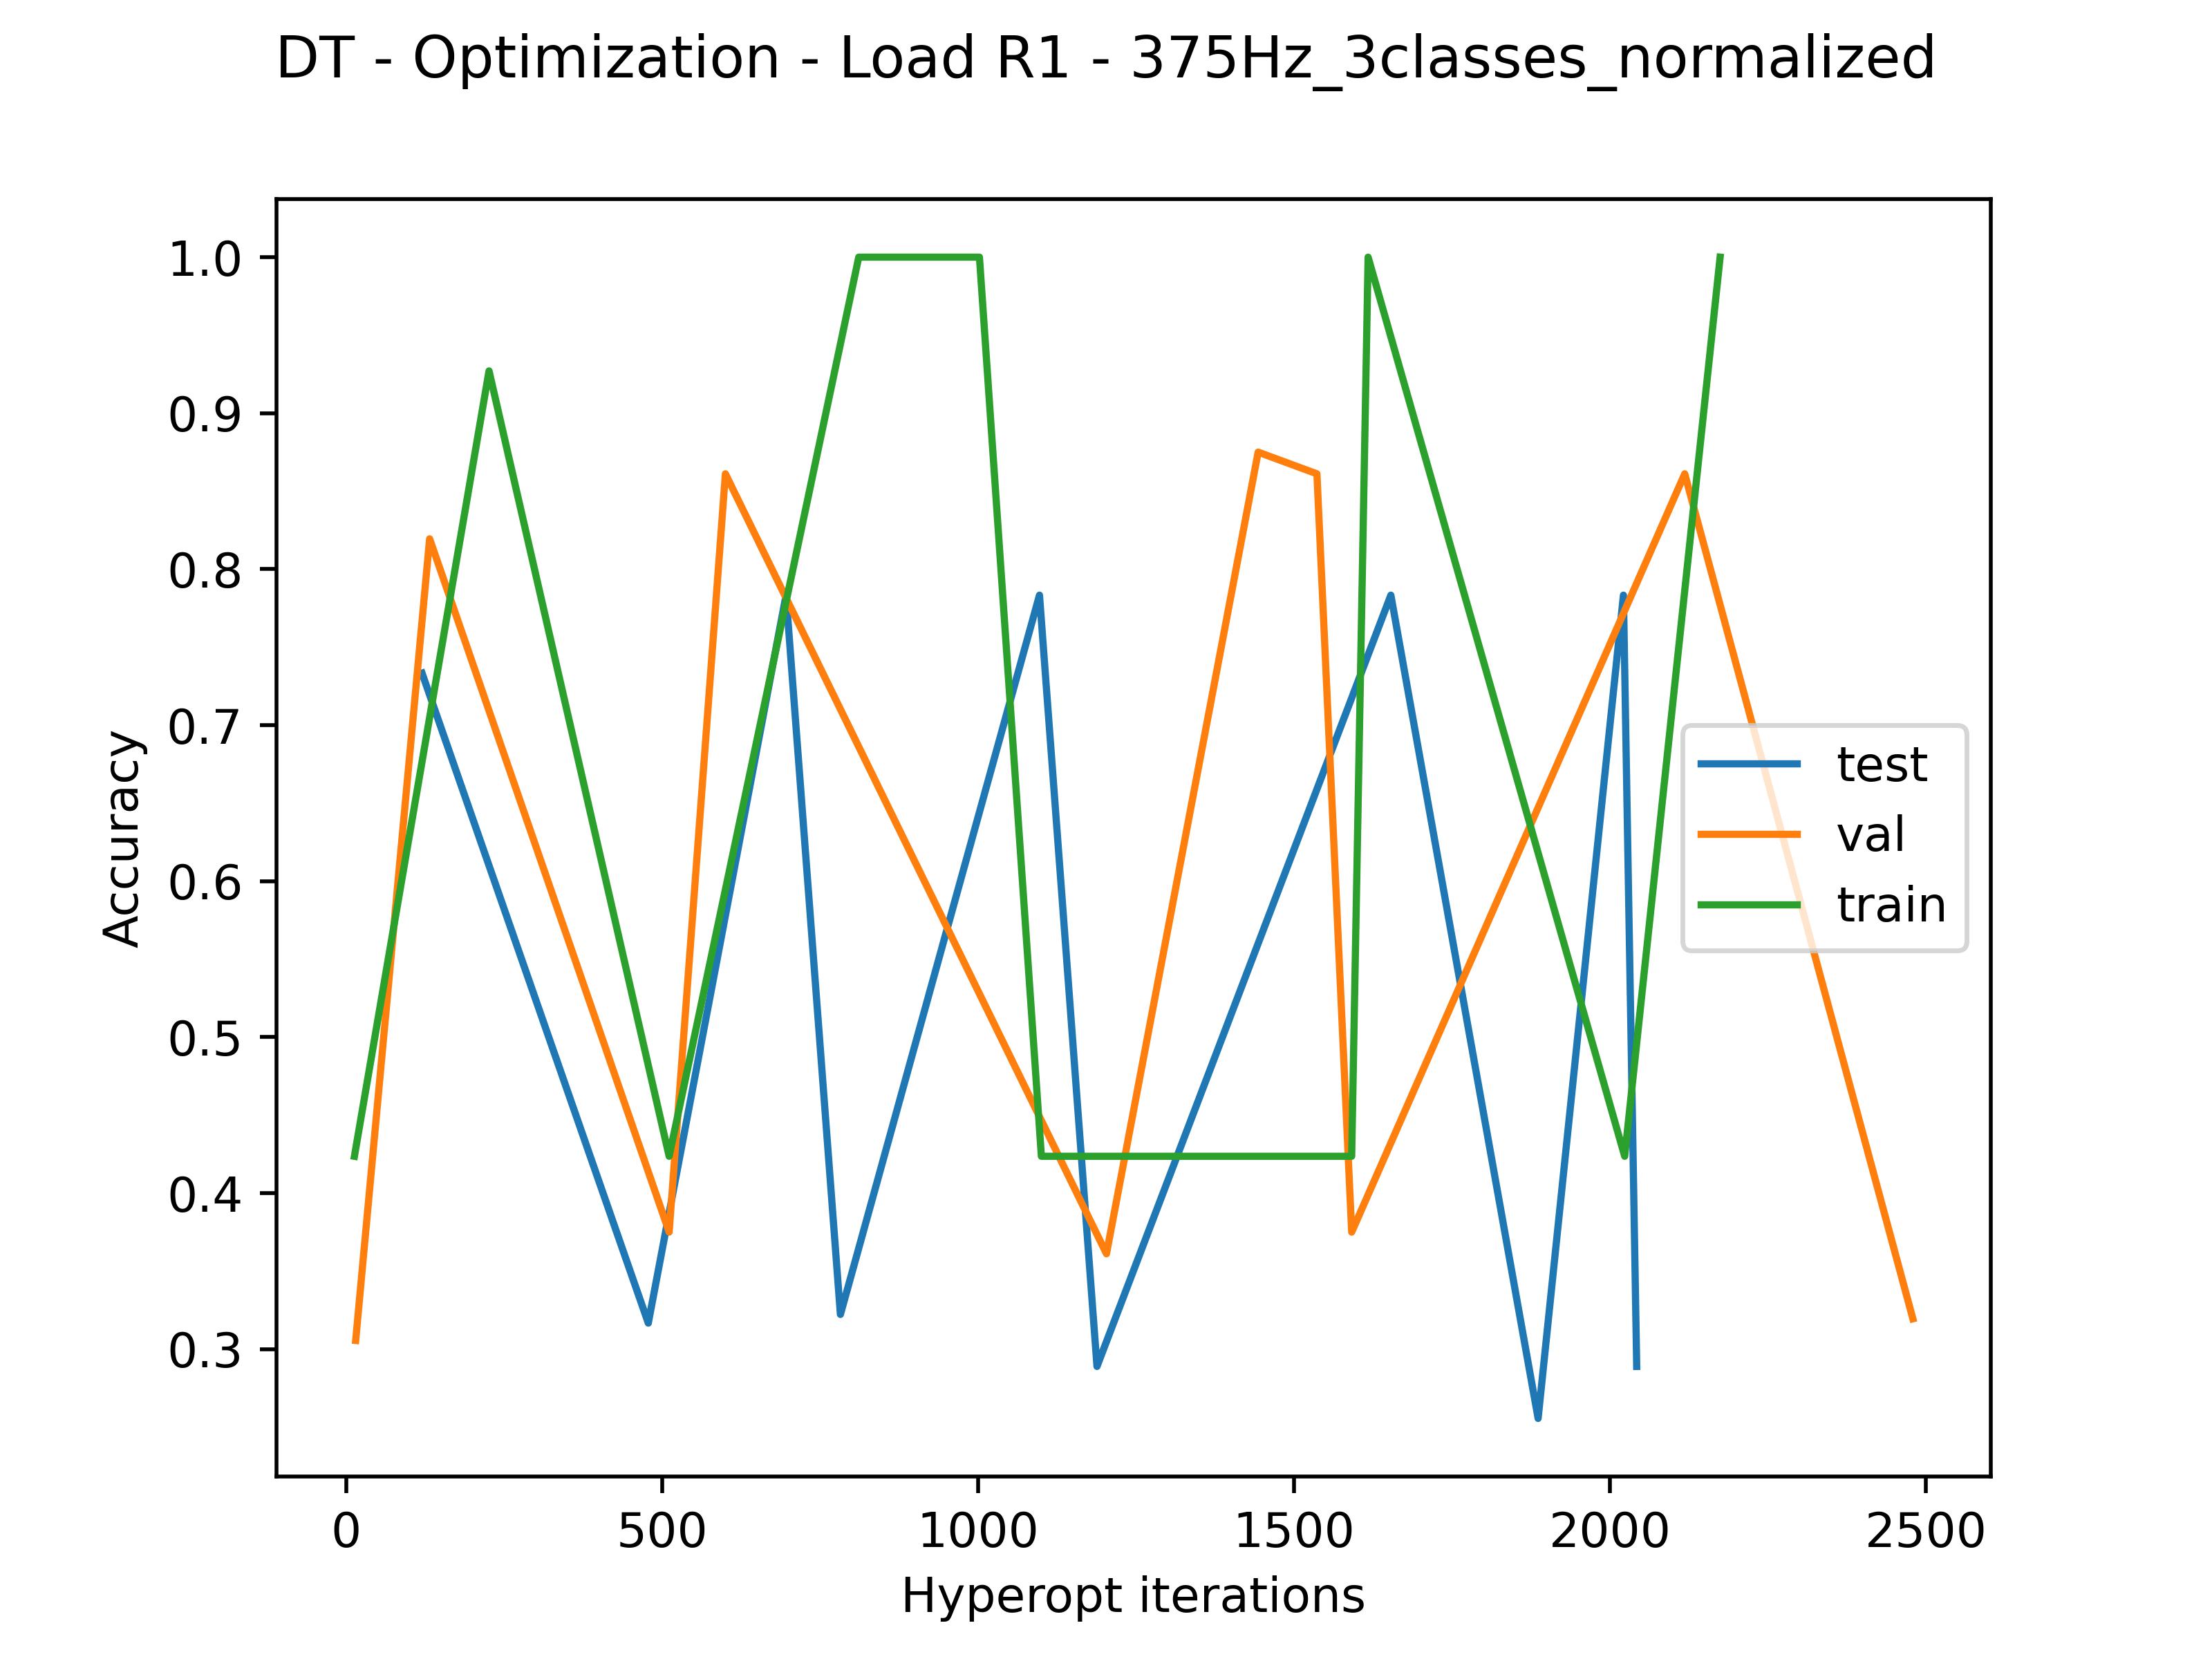 DT - Optimization - Load R1 - 375Hz_3classes_normalized
1.0
0.9
0.8
0.7
0.6
0.5
0.4
0.3
Accuracy
test
val
train
0 500 1000 1500 2000 2500
Hyperopt iterations